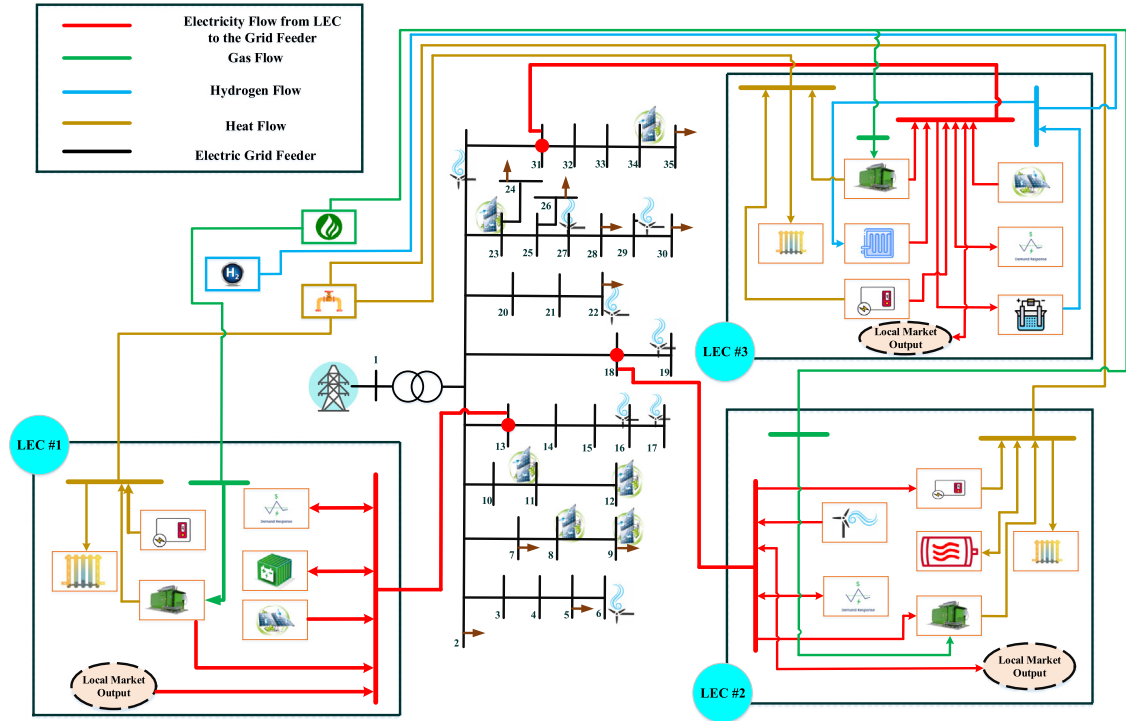 Electricity Flow from LEC
to the Grid Feeder
Gas Flow
Hydrogen Flow
Heat Flow
Electric Grid Feeder
31
32
33
34
35
24
26
23
25
27
28
29
30
H2
20
21
22
1
18
19
13
14
15
16
17
10
11
12
7
8
9
3
4
5
6
2
LEC #1
$
Demand Response
Local Market
Output
LEC #3
$
Demand Response
Local Market
Output
LEC #2
$
Demand Response
Local Market
Output